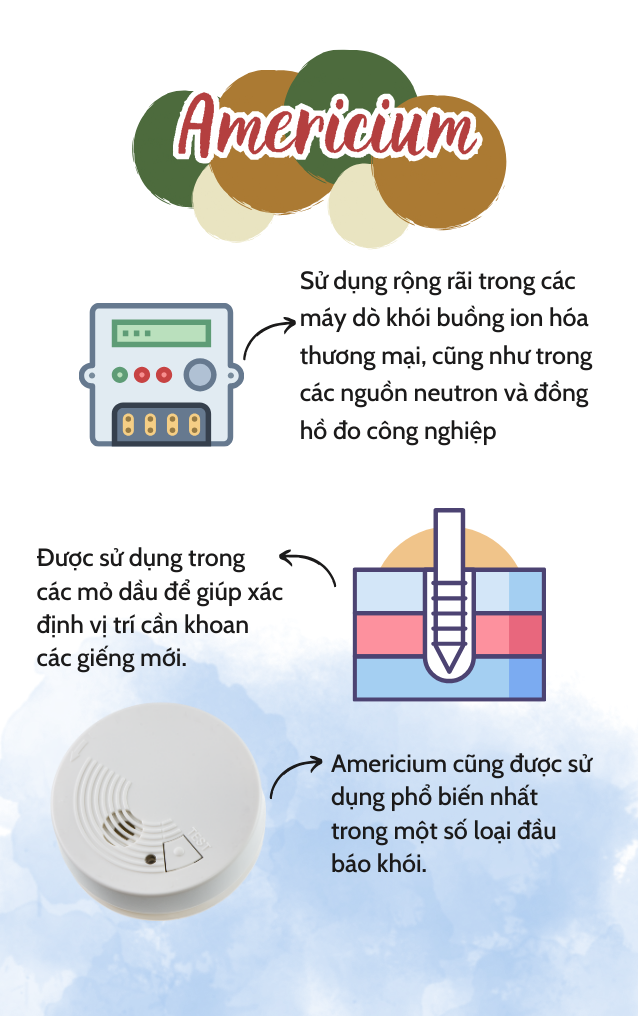 Americium
Sử dụng rộng rãi trong các
máy dò khói buồng ion hóa
thương mại, cũng như trong
các nguồn neutron và đồng
hồ đo công nghiệp
Được sử dụng trong
các mỏ dầu để giúp xác
định vị trí cần khoan
các giếng mới.
TEST
Americium cũng được sử
dụng phổ biến nhất
trong một số loại đầu
báo khói.